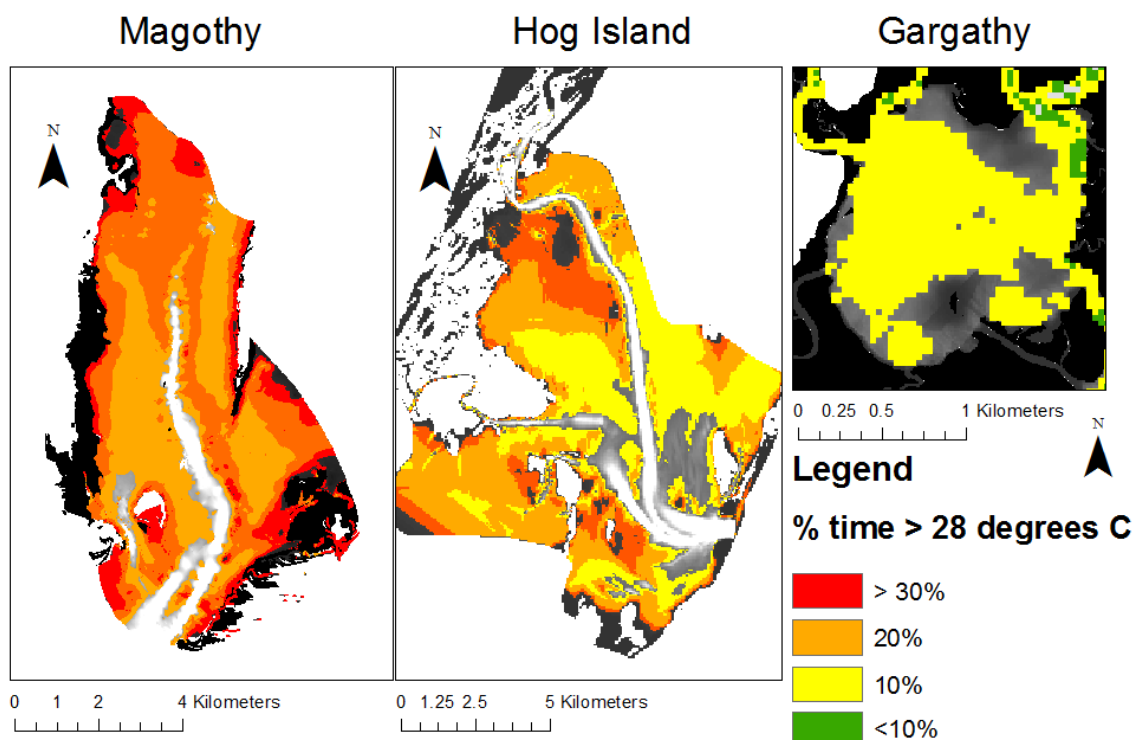 Magothy
Hog Island
Gargathy
N
N
0 0.25 0.5 1 Kilometers
N
Legend
% time > 28 degrees C
> 30%
20%
10%
<10%
0 1 2 4 Kilometers
0 1.25 2.5 5 Kilometers